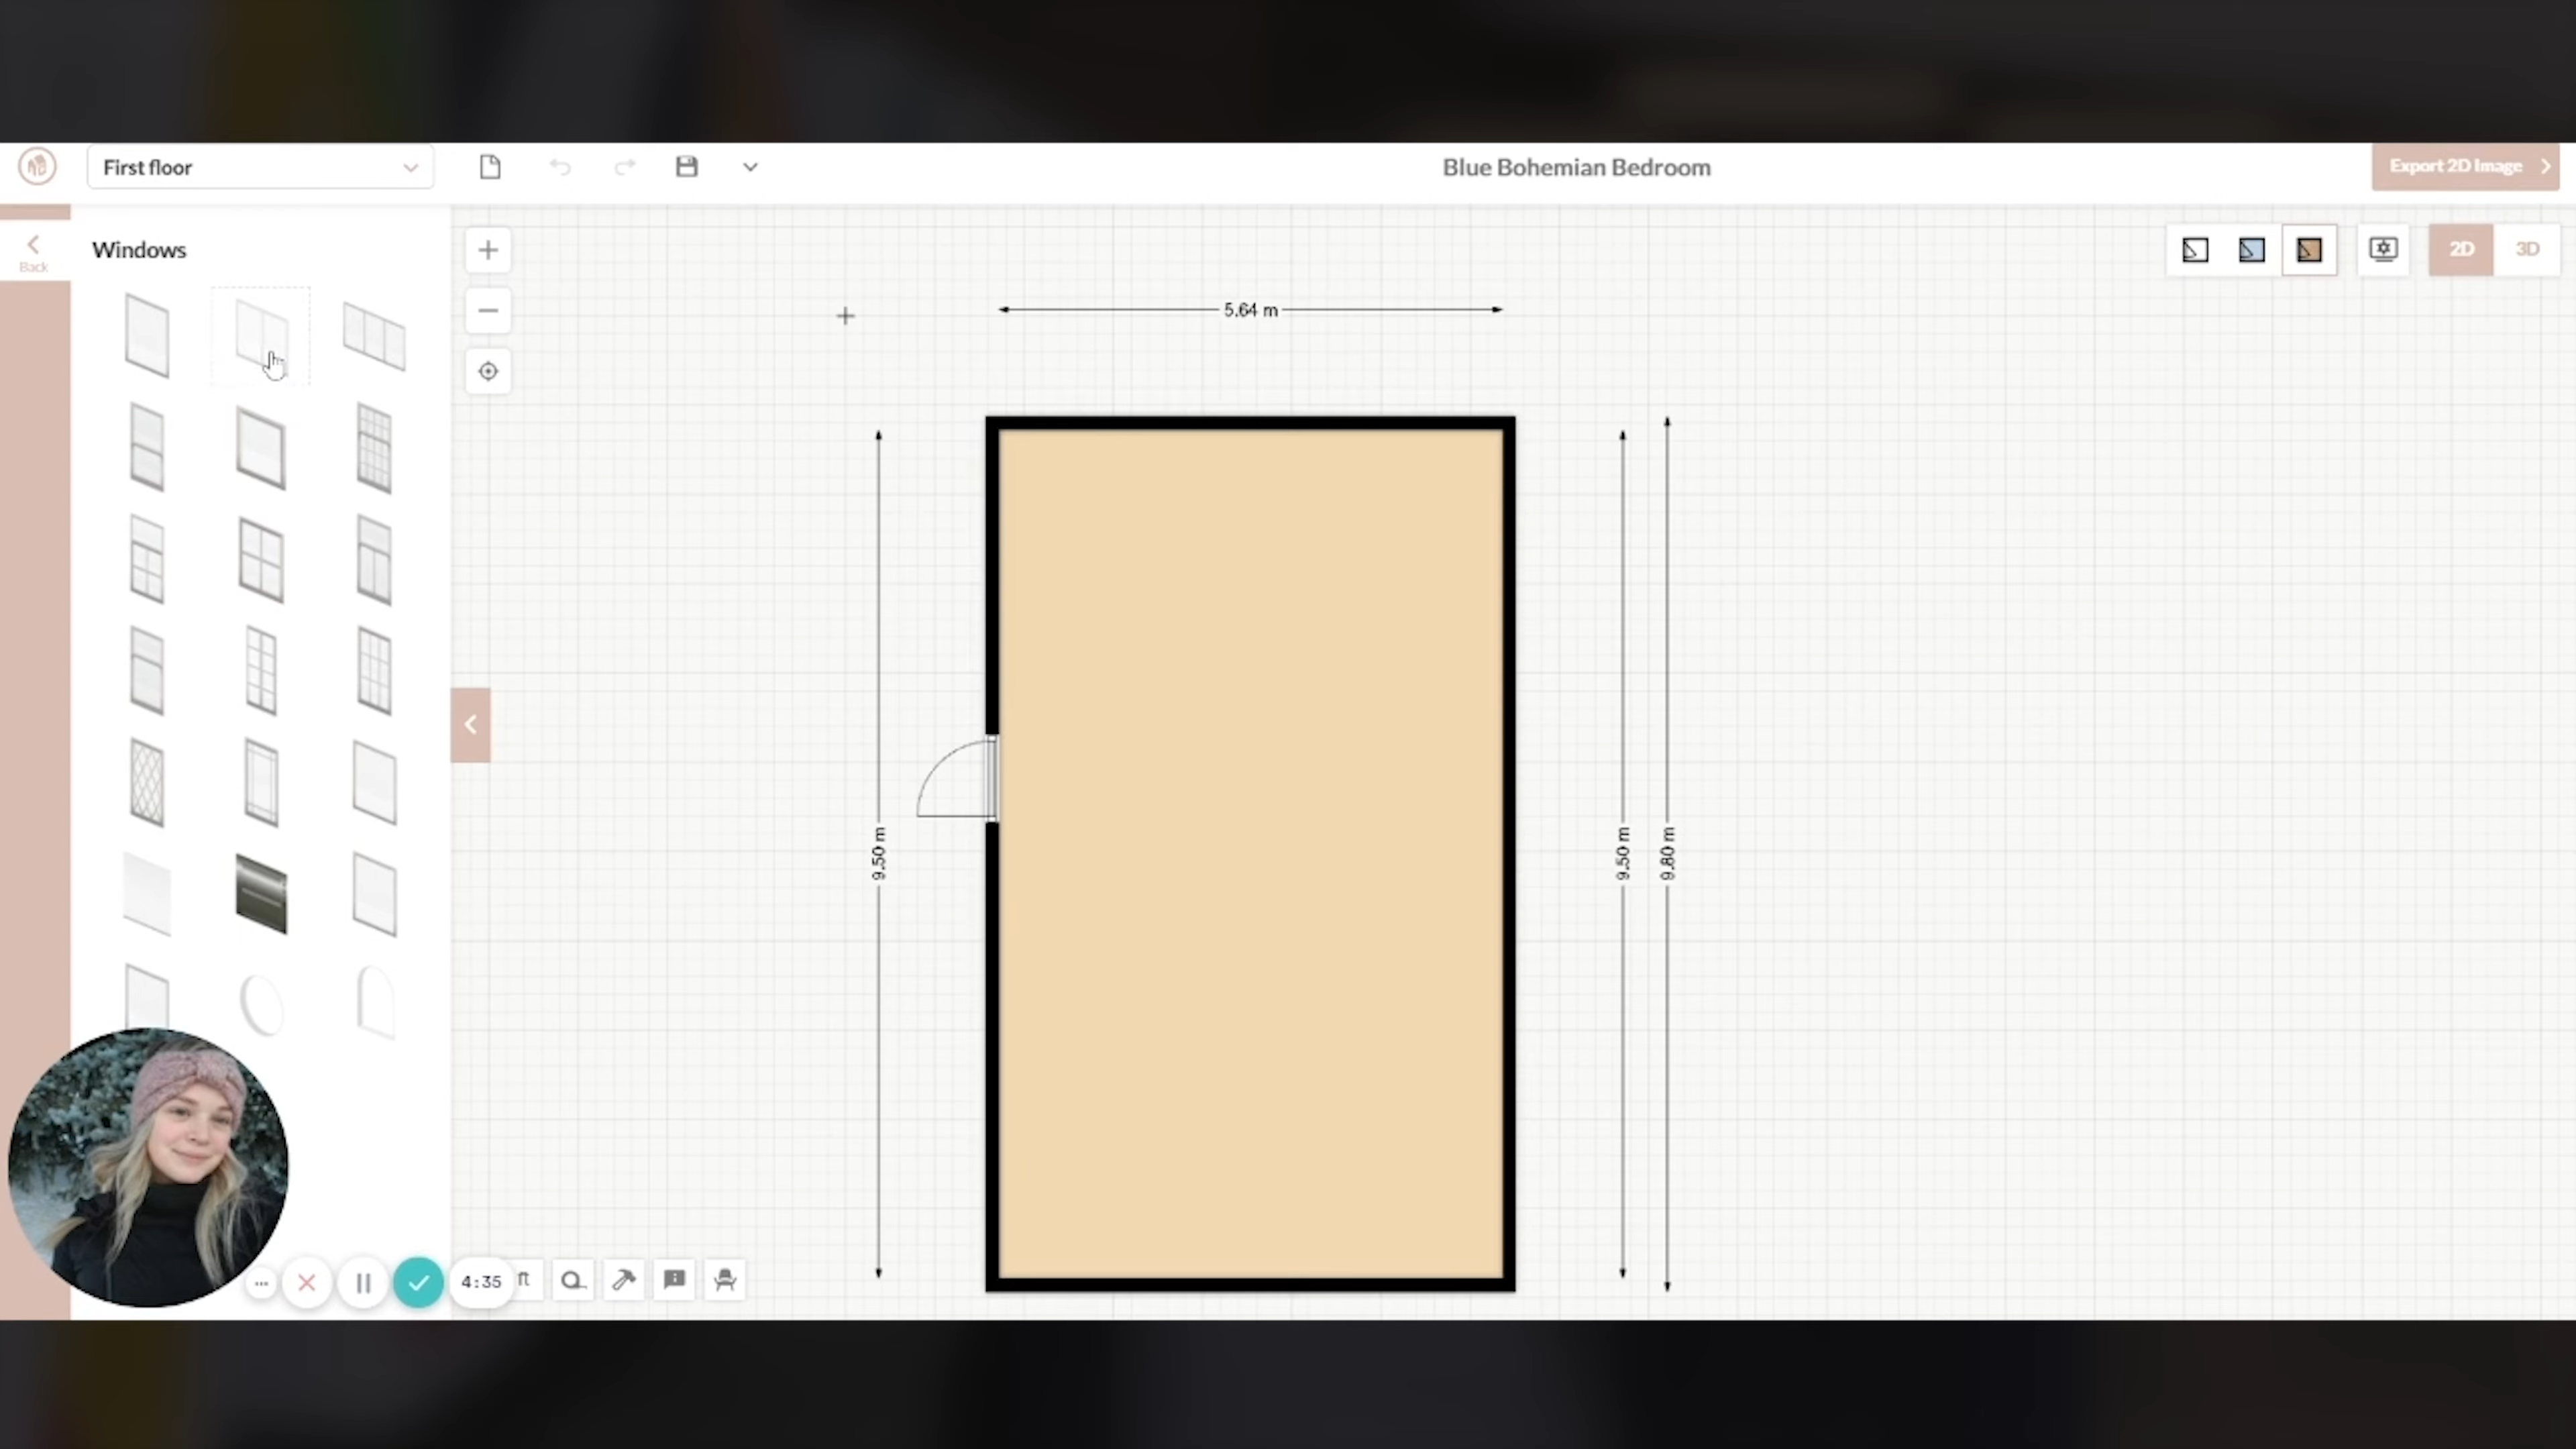 First floor
Blue Bohemian Bedroom
Export 2D Image
Back
Windows
2D
3D
5.64 m
9.50 m
9.50 m
9.80 m
4:35
ft